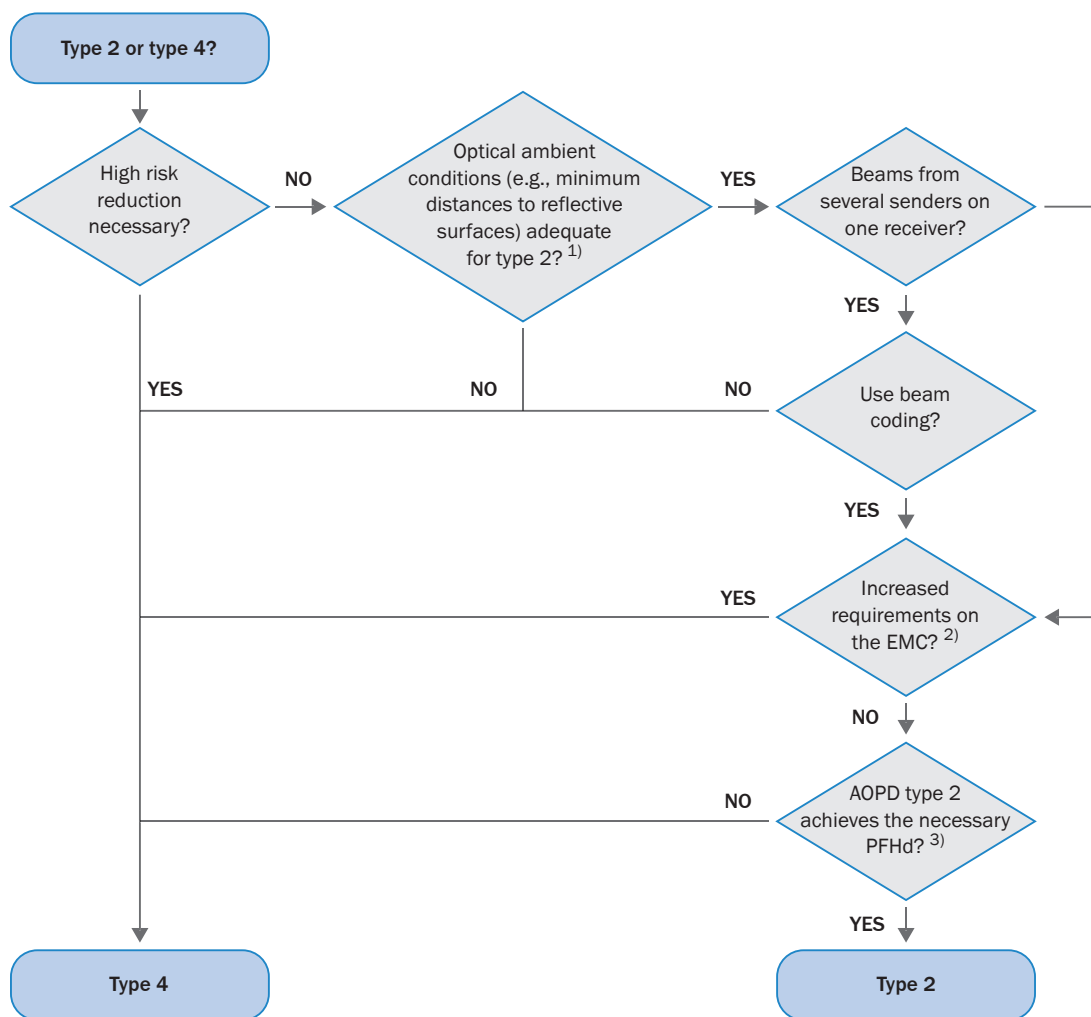 Type 2 or type 4?
High risk
reduction
necessary?
NO
Optical ambient
conditions (e.g., minimum
distances to reflective
surfaces) adequate
for type 2? 1)
YES
Beams from
several senders on
one receiver?
YES
YES
NO
NO
Use beam
coding?
YES
YES
Increased
requirements on
the EMC? 2)
NO
NO
AOPD type 2
achieves the necessary
PFHd? 3)
YES
Type 4
Type 2